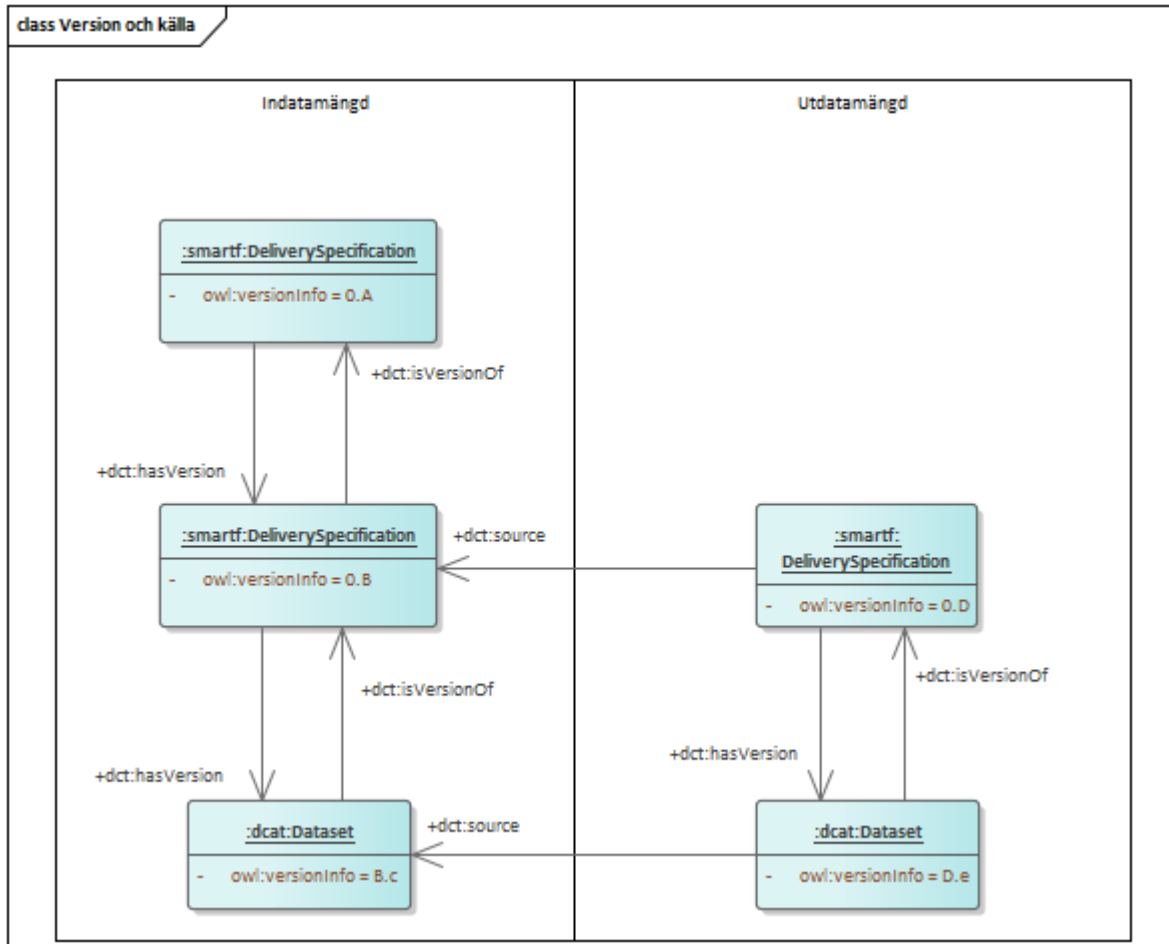 class Version och källa
Indatamängd
Utdatamängd
:smartf:DeliverySpecification
- owl:versionInfo = 0.A
+dct:isVersionOf
+dct:hasVersion
:smartf:DeliverySpecification
- owl:versionInfo = 0.B
+dct:source
:smartf:
DeliverySpecification
- owl:versionInfo = 0.D
+dct:isVersionOf
+dct:isVersionOf
+dct:hasVersion
+dct:hasVersion
:dcat:Dataset
- owl:versionInfo = B.c
+dct:source
:dcat:Dataset
- owl:versionInfo = D.e